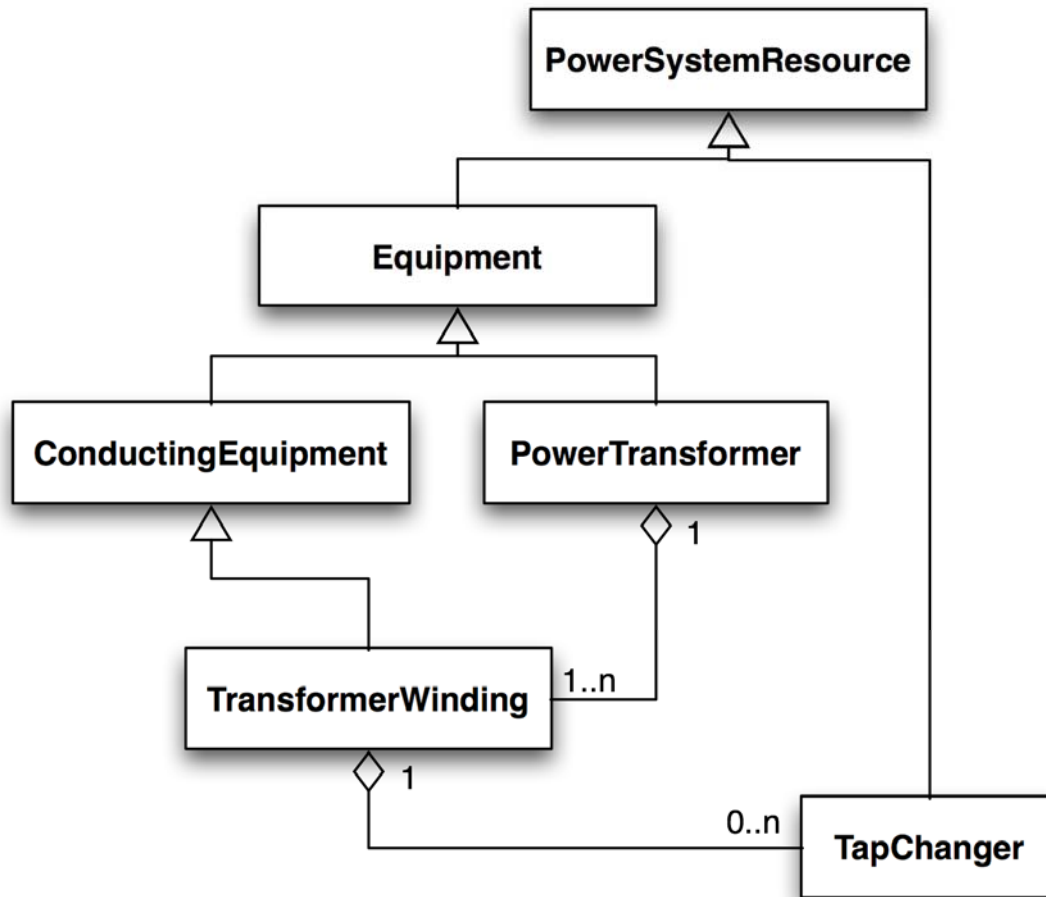 PowerSystemResource
Equipment
ConductingEquipment
PowerTransformer
1
1..n
TransformerWinding
1
0..n
TapChanger